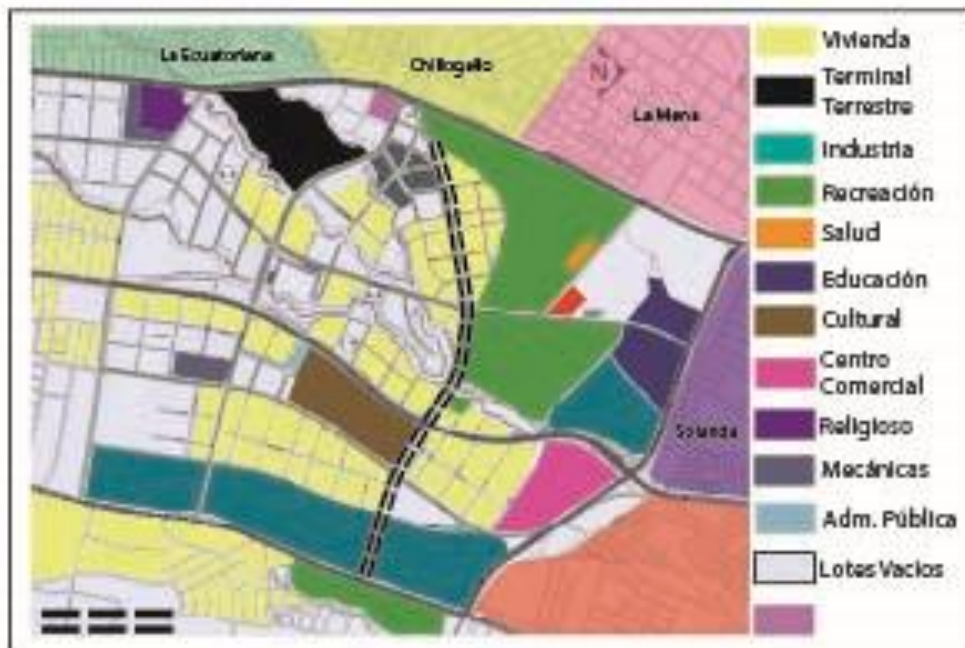 La Ecuatoriana
Chillogallo
N
La Mena
Solanda
Vivienda
Terminal
Terrestre
Industria
Recreación
Salud
Educación
Cultural
Centro
Comercial
Religioso
Mecánicas
Adm. Pública
Lotes Vacíos